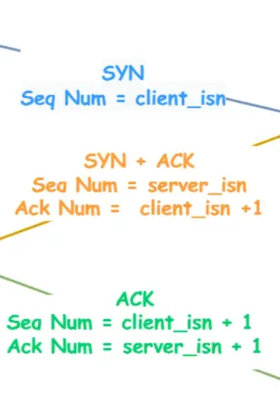 SYN
Seq Num = client_isn
SYN + ACK
Seq Num = server_isn
Ack Num = client_isn +1
ACK
Seq Num = client_isn + 1
Ack Num = server_isn + 1